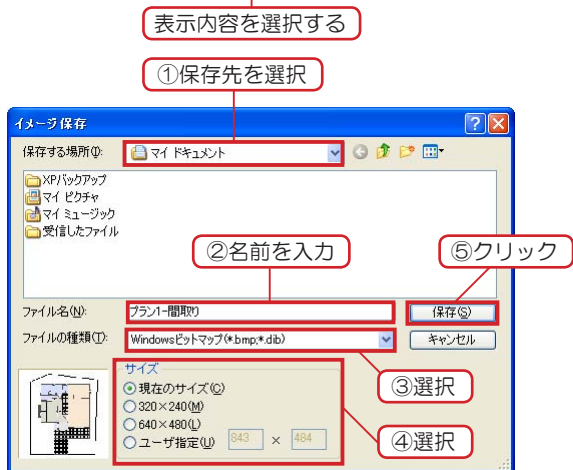 表示内容を選択する
①保存先を選択
イメージ保存
保存する場所(I):
マイ ドキュメント
XPバックアップ
マイ ピクチャ
マイ ミュージック
受信したファイル
②名前を入力
⑤クリック
ファイル名(N):
プラン1-間取り
保存(S)
ファイルの種類(T):
Windowsビットマップ(*.bmp;*.dib)
キャンセル
サイズ
現在のサイズ(C)
320×240(M)
640×480(L)
ユーザ指定(U) 843 × 484
③選択
④選択